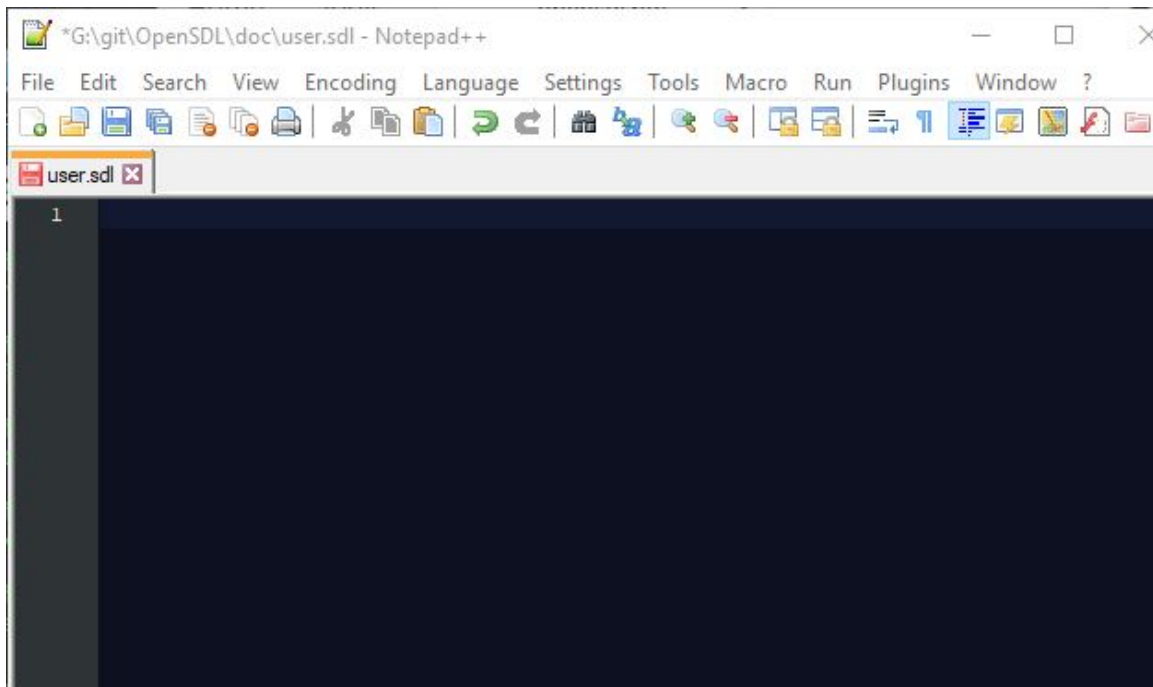 *G:\git\OpenSDL\doc\user.sdl - Notepad++
File Edit Search View Encoding Language Settings Tools Macro Run Plugins Window ?
user.sdl
1